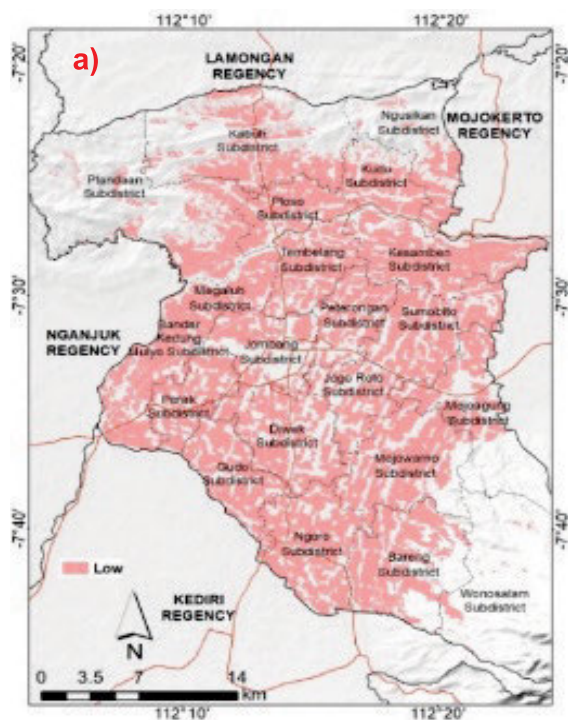 112°10'
112°20'
a)
-7°20'
-7°20'
LAMONGAN
REGENCY
Ngusikan
Subdistrict
MOJOKERTO
REGENCY
Kabuh
Subdistrict
Plandaan
Subdistrict
Kudu
Subdistrict
Ploso
Subdistrict
Tembelang
Subdistrict
Kesamben
Subdistrict
-7°30'
-7°30'
Megaluh
Subdistrict
Peterongan
Subdistrict
Sumobito
Subdistrict
NGANJUK
REGENCY
Bandar
Kedung
Mulyo Subdistrict
Jombang
Subdistrict
Jogo Roto
Subdistrict
Perak
Subdistrict
Mojoagung
Subdistrict
Diwek
Subdistrict
Gudo
Subdistrict
Mojowarno
Subdistrict
-7°40'
-7°40'
Ngoro
Subdistrict
Bareng
Subdistrict
Low
Wonosalam
Subdistrict
KEDIRI
REGENCY
N
0 3.5 7 14
km
112°10'
112°20'